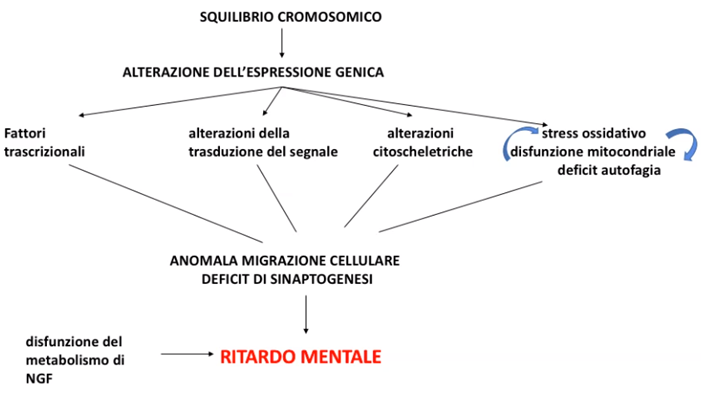 SQUILIBRIO CROMOSOMICO
ALTERAZIONE DELL'ESPRESSIONE GENICA
Fattori
trascrizionali
alterazioni della
trasduzione del segnale
alterazioni
citoscheletriche
stress ossidativo
disfunzione mitocondriale
deficit autofagia
ANOMALA MIGRAZIONE CELLULARE
DEFICIT DI SINAPTOGENESI
disfunzione del
metabolismo di
NGF
RITARDO MENTALE